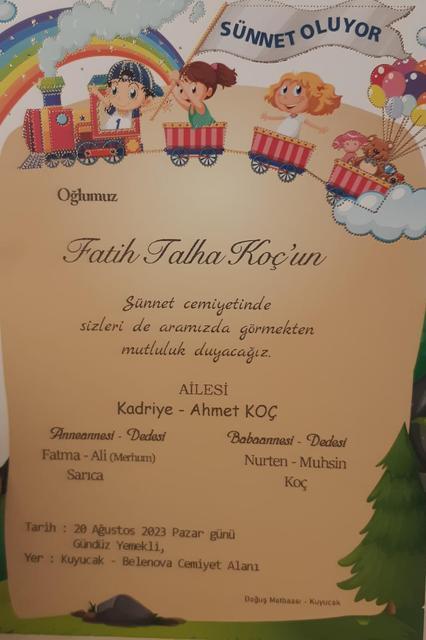 SÜNNET OLUYOR
1
Oğlumuz
Fatih Talha Koç'un
Sünnet cemiyetinde
sizleri de aramızda görmekten
mutluluk duyacağız.
AİLESİ
Kadriye - Ahmet KOÇ
Anneannesi - Dedesi
Fatma - Ali (Merhum)
Sarıca
Babaannesi - Dedesi
Nurten - Muhsin
Koç
Tarih : 20 Ağustos 2023 Pazar günü
Gündüz Yemekli,
Yer : Kuyucak - Belenova Cemiyet Alanı
Doğuş Matbaası - Kuyucak